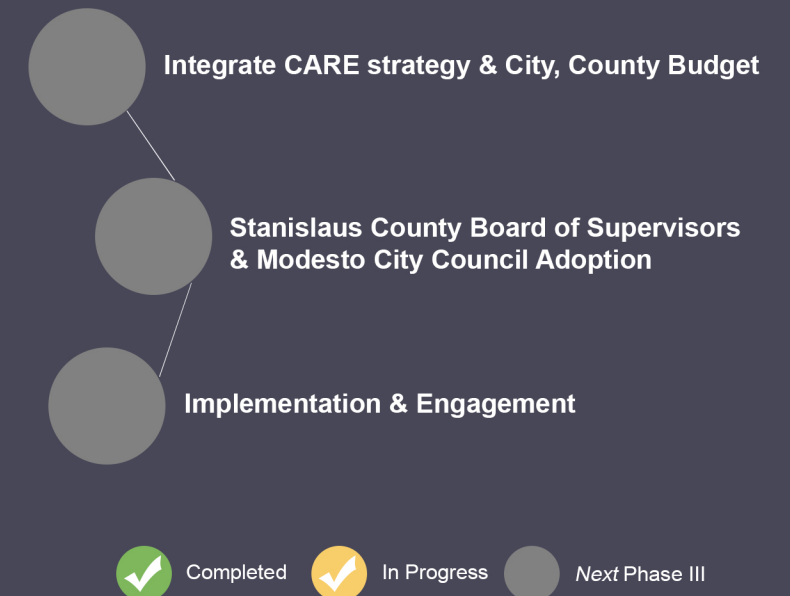 Integrate CARE strategy & City, County Budget
Stanislaus County Board of Supervisors
& Modesto City Council Adoption
Implementation & Engagement
Completed
In Progress
Next Phase III